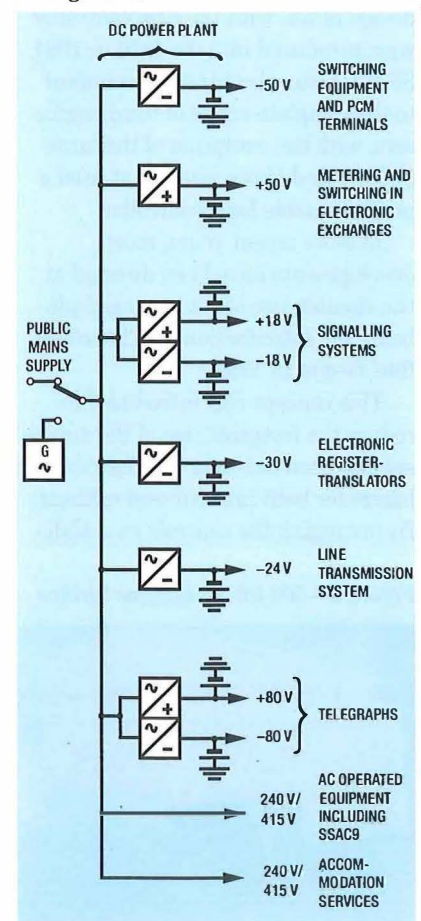 DC POWER PLANT
~
−
−50 V
SWITCHING
EQUIPMENT
AND PCM
TERMINALS
~
+
+50 V
METERING AND
SWITCHING IN
ELECTRONIC
EXCHANGES
PUBLIC
MAINS
SUPPLY
G
~
~
+
+18 V
~
−
−18 V
SIGNALLING
SYSTEMS
~
−
−30 V
ELECTRONIC
REGISTER-
TRANSLATORS
~
−
−24 V
LINE
TRANSMISSION
SYSTEM
~
+
+80 V
~
−
−80 V
TELEGRAPHS
240 V/
415 V
AC OPERATED
EQUIPMENT
INCLUDING
SSAC9
240 V/
415 V
ACCOM-
MODATION
SERVICES